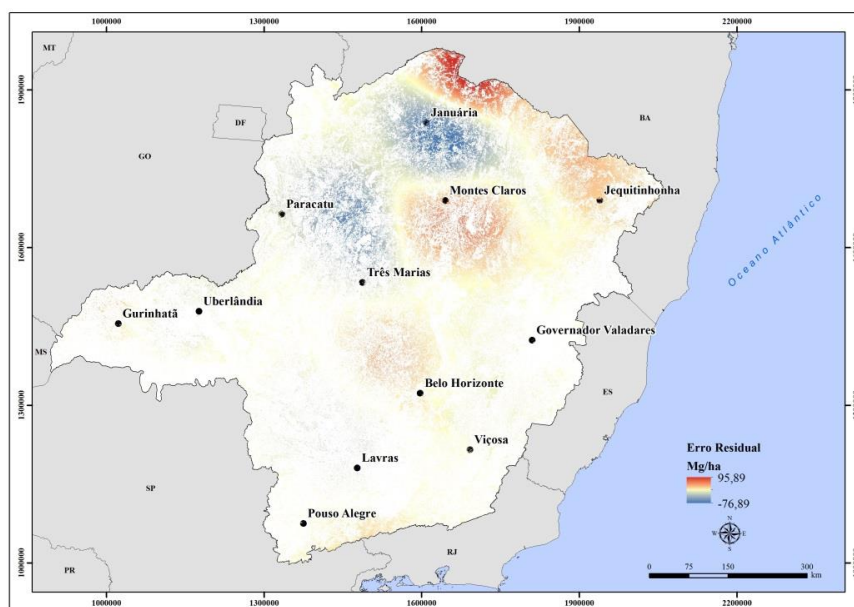 1000000 1300000 1600000 1900000 2200000
MT
1900000
Januária
BA
DF
GO
Montes Claros
Jequitinhonha
Paracatu
Oceano Atlântico
1600000
Três Marias
Uberlândia
Gurinhatã
Governador Valadares
MS
ES
Belo Horizonte
1300000
Viçosa
Erro Residual
Mg/ha
Lavras
95,89
SP
-76,89
Pouso Alegre
N
W E
S
RJ
1000000
PR
0 75 150 300
km
1000000 1300000 1600000 1900000 2200000